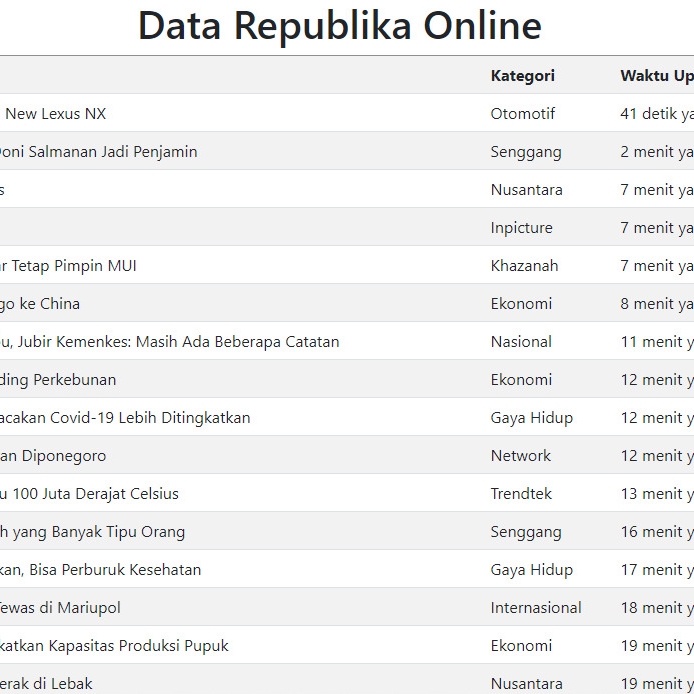 Data Republika Online
Kategori Waktu Up
New Lexus NX Otomotif 41 detik ya
Doni Salmanan Jadi Penjamin Senggang 2 menit ya
s Nusantara 7 menit ya
Inpicture 7 menit ya
r Tetap Pimpin MUI Khazanah 7 menit ya
go ke China Ekonomi 8 menit ya
u, Jubir Kemenkes: Masih Ada Beberapa Catatan Nasional 11 menit y
ding Perkebunan Ekonomi 12 menit y
acakan Covid-19 Lebih Ditingkatkan Gaya Hidup 12 menit y
an Diponegoro Network 12 menit y
u 100 Juta Derajat Celsius Trendtek 13 menit y
h yang Banyak Tipu Orang Senggang 16 menit y
kan, Bisa Perburuk Kesehatan Gaya Hidup 17 menit y
Tewas di Mariupol Internasional 18 menit y
katkan Kapasitas Produksi Pupuk Ekonomi 19 menit y
erak di Lebak Nusantara 19 menit y